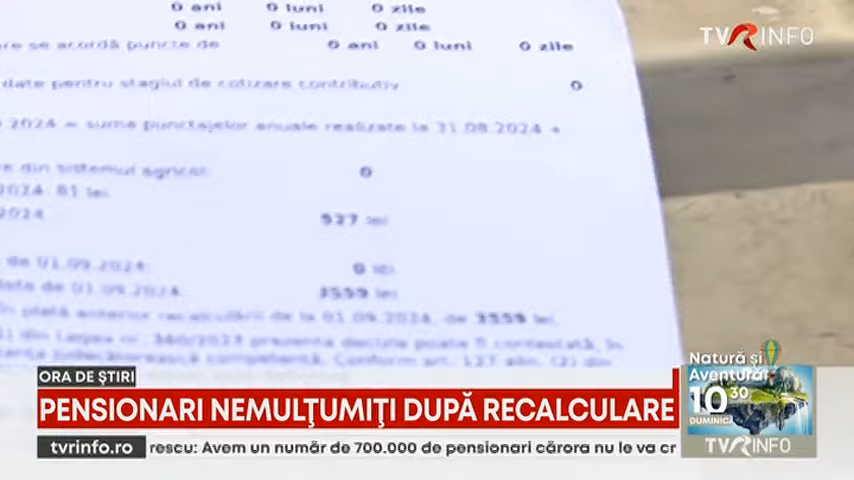 0 ani 0 luni 0 zile
0 ani 0 luni 0 zile
re se acordă puncte de 0 ani 0 luni 0 zile
date pentru stagiul de cotizare contributiv 0
2024 = suma punctajelor anuale realizate la 31.08.2024 +
re din sistemul agricol: 0
2024: 81 lei
2024: 527 lei
de 01.09.2024: 0 lei
data de 01.09.2024: 3559 lei
în plată anterior recalculării de la 01.09.2024, de 3559 lei.
din Legea nr. 360/2023 prezenta decizie poate fi contestată, în
judecătorească competentă. Conform art. 127 alin. (2) din
TVR INFO
ORA DE ŞTIRI
PENSIONARI NEMULŢUMIŢI DUPĂ RECALCULARE
tvrinfo.ro rescu: Avem un număr de 700.000 de pensionari cărora nu le va cr
Natură și
Aventură!
10 30
DUMINICĂ
TVR INFO